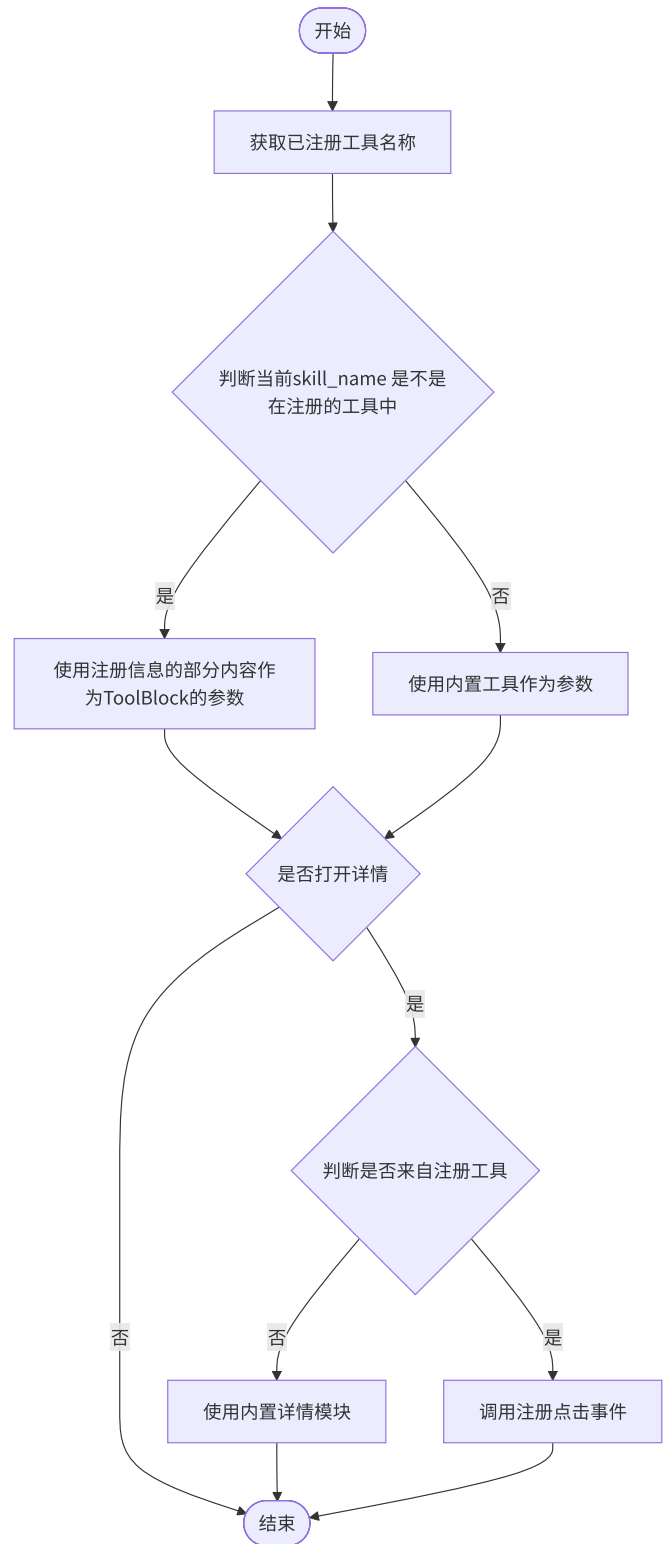 开始
获取已注册工具名称
判断当前skill_name 是不是
在注册的工具中
是
否
使用注册信息的部分内容作
为ToolBlock的参数
使用内置工具作为参数
是否打开详情
是
判断是否来自注册工具
否
否
是
使用内置详情模块
调用注册点击事件
结束